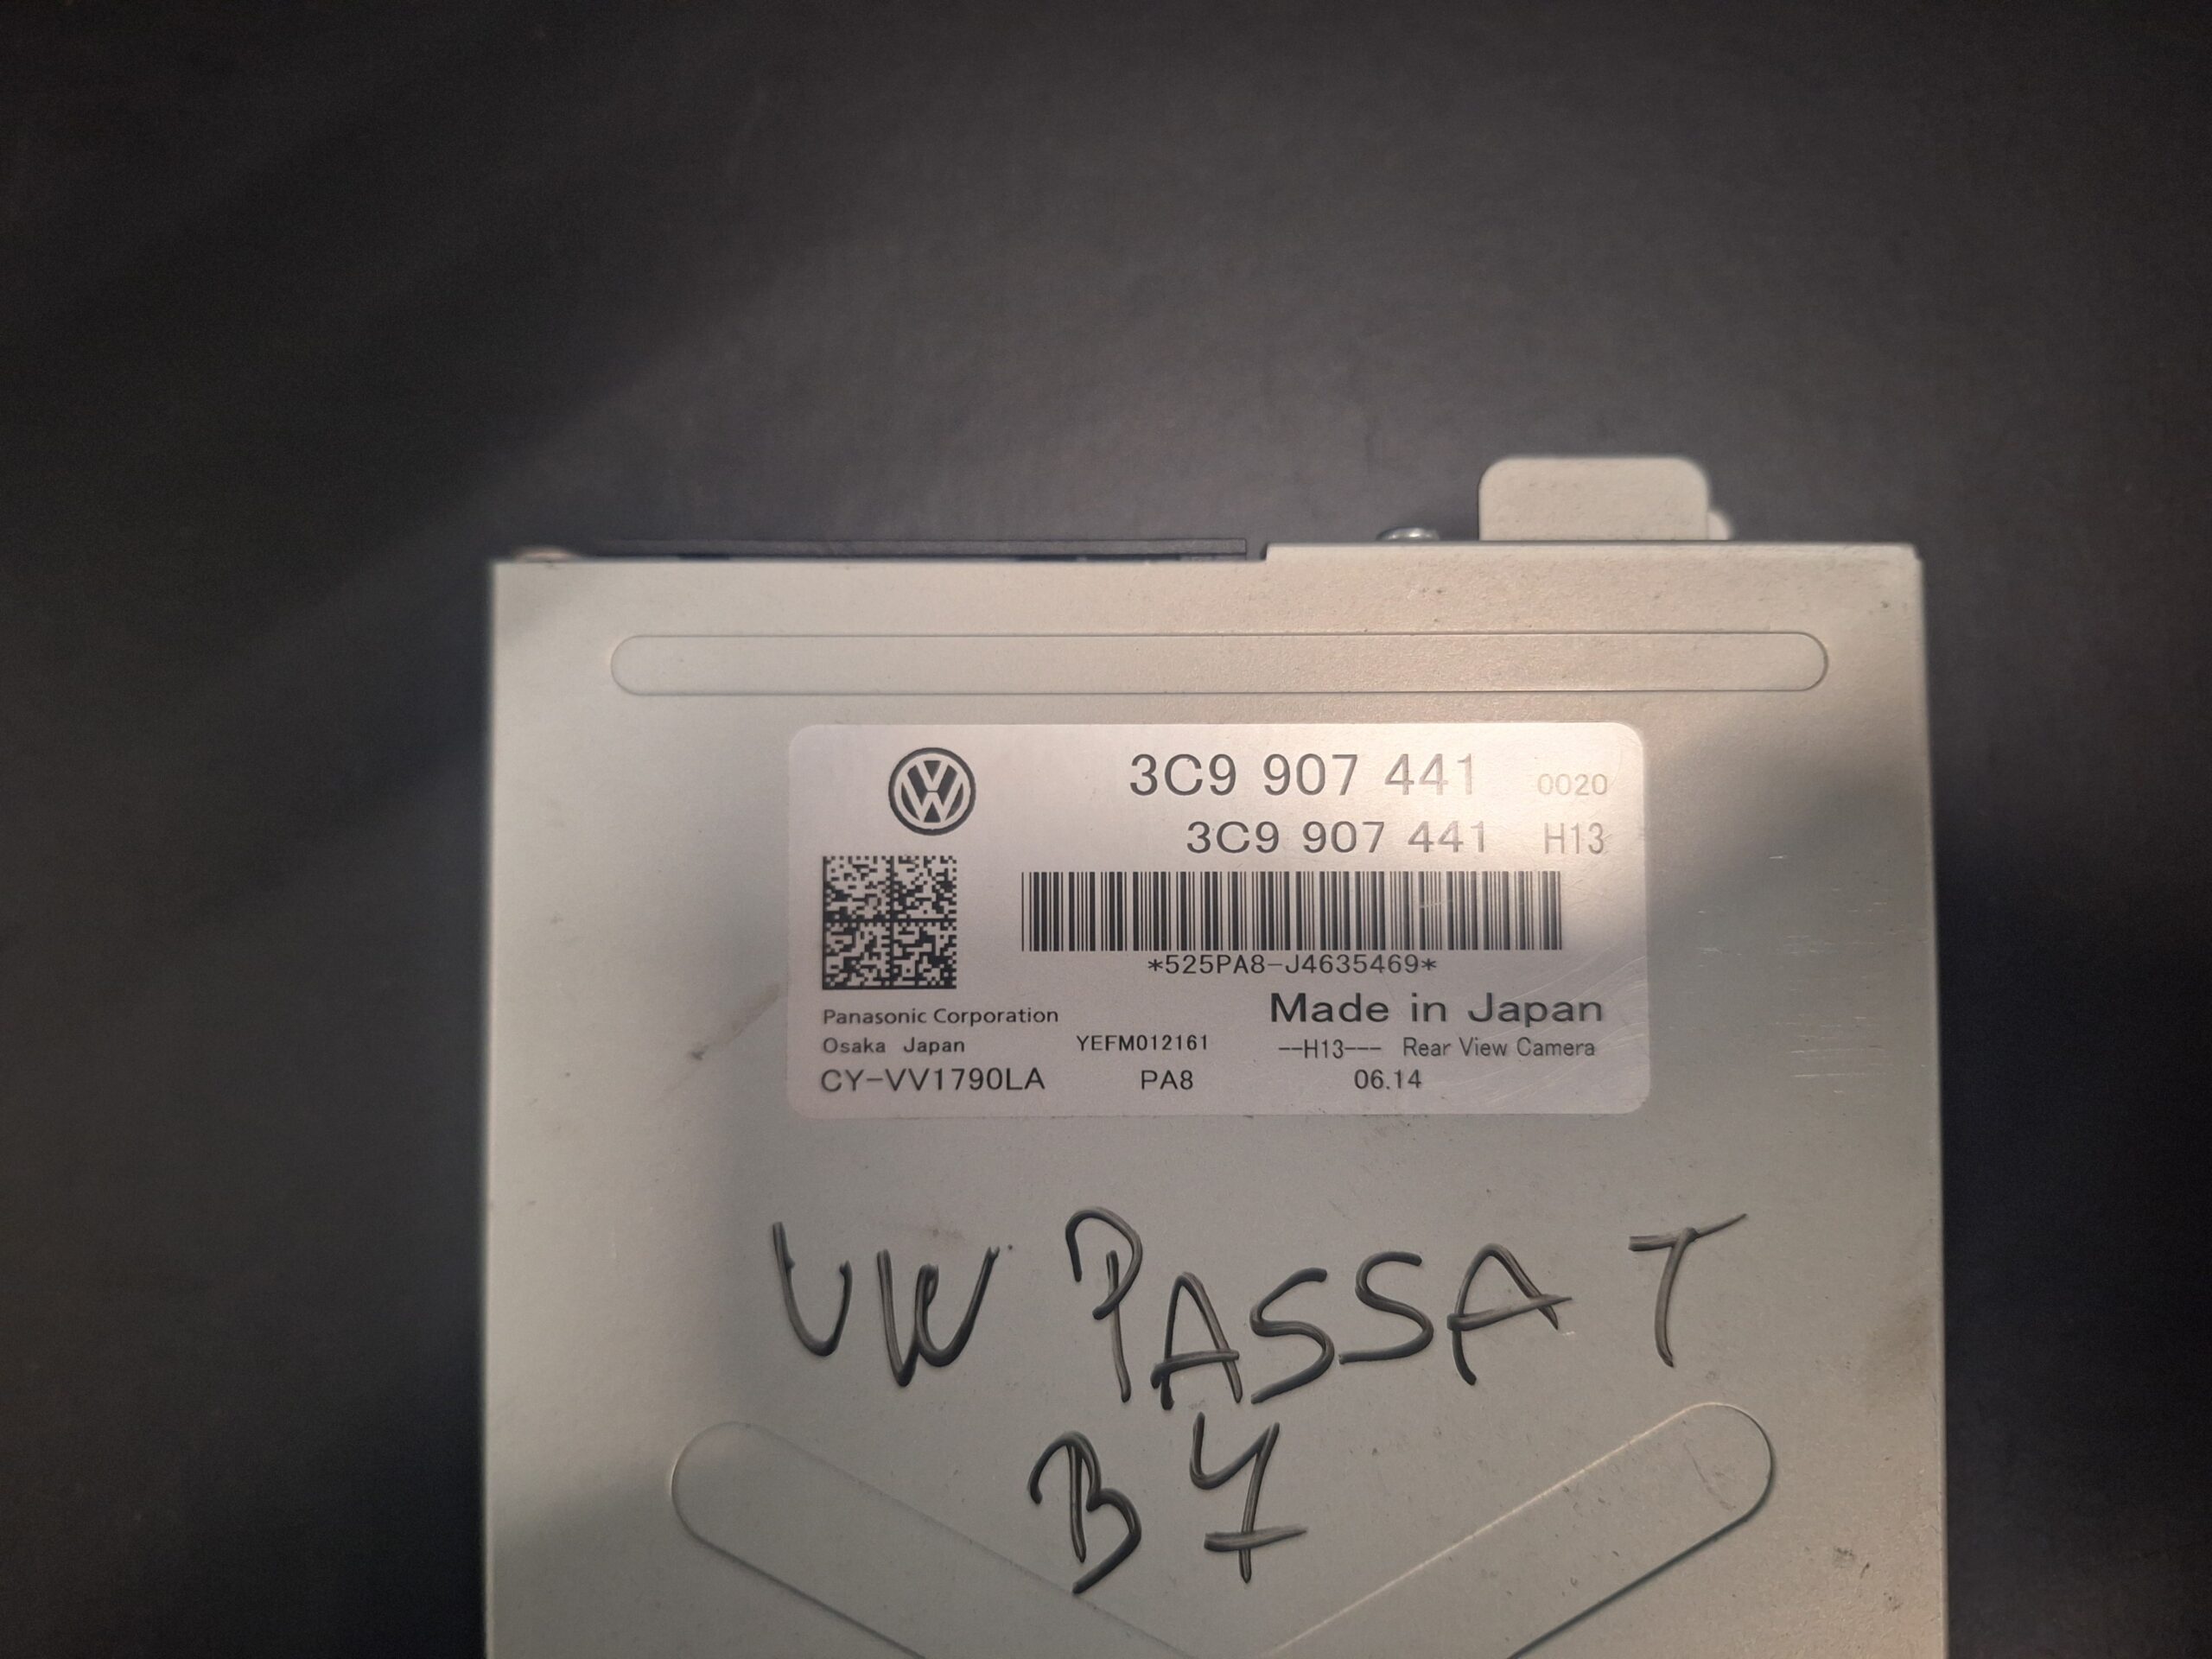 3C9 907 441 0020
3C9 907 441 H13
*525PA8-J4635469*
Panasonic Corporation
Made in Japan
Osaka Japan YEFM012161 --H13--- Rear View Camera
CY-VV1790LA PA8 06.14
VW PASSAT
B7